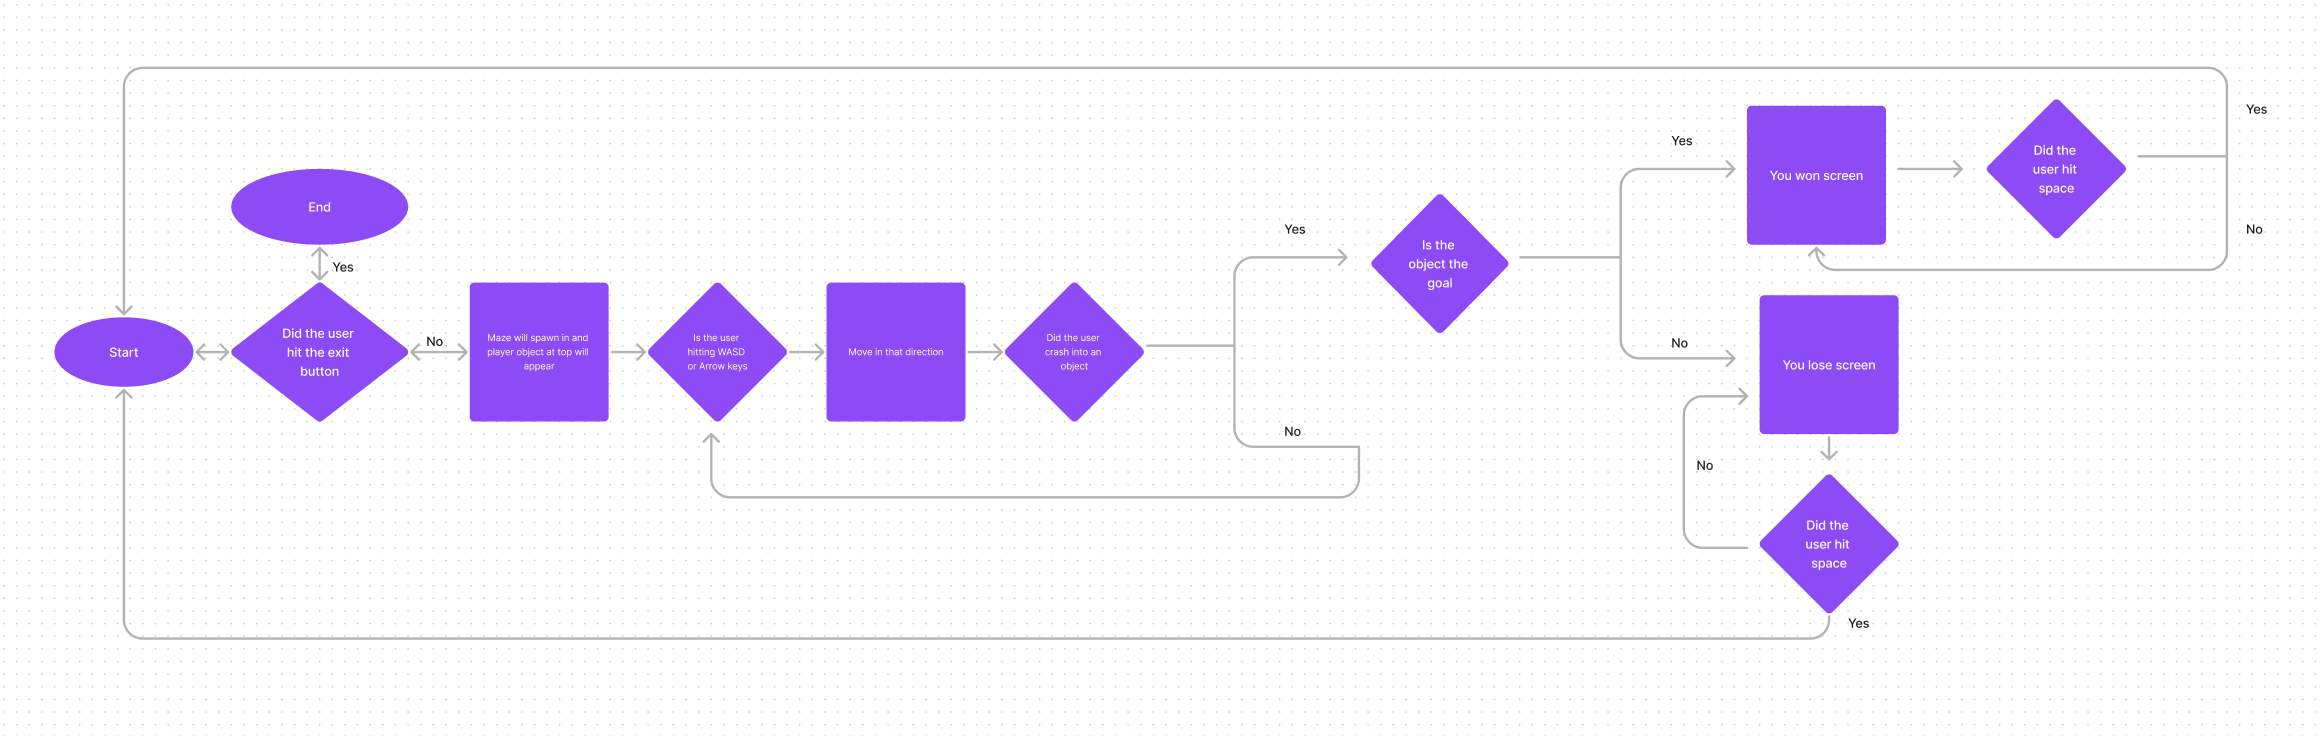 Start
End
Yes
Did the user
hit the exit
button
No
Maze will spawn in and
player object at top will
appear
Is the user
hitting WASD
or Arrow keys
Move in that direction
Did the user
crash into an
object
Yes
No
Is the
object the
goal
Yes
No
You won screen
Did the
user hit
space
Yes
No
You lose screen
No
Did the
user hit
space
Yes